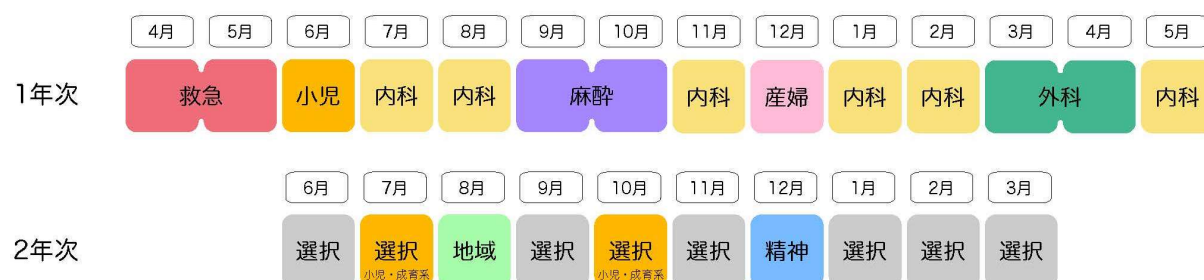 4月 5月 6月 7月 8月 9月 10月 11月 12月 1月 2月 3月 4月 5月
1年次 救急 小児 内科 内科 麻酔 内科 産婦 内科 内科 外科 内科
6月 7月 8月 9月 10月 11月 12月 1月 2月 3月
2年次 選択 選択 地域 選択 選択 選択 精神 選択 選択 選択
小児・成育系 小児・成育系